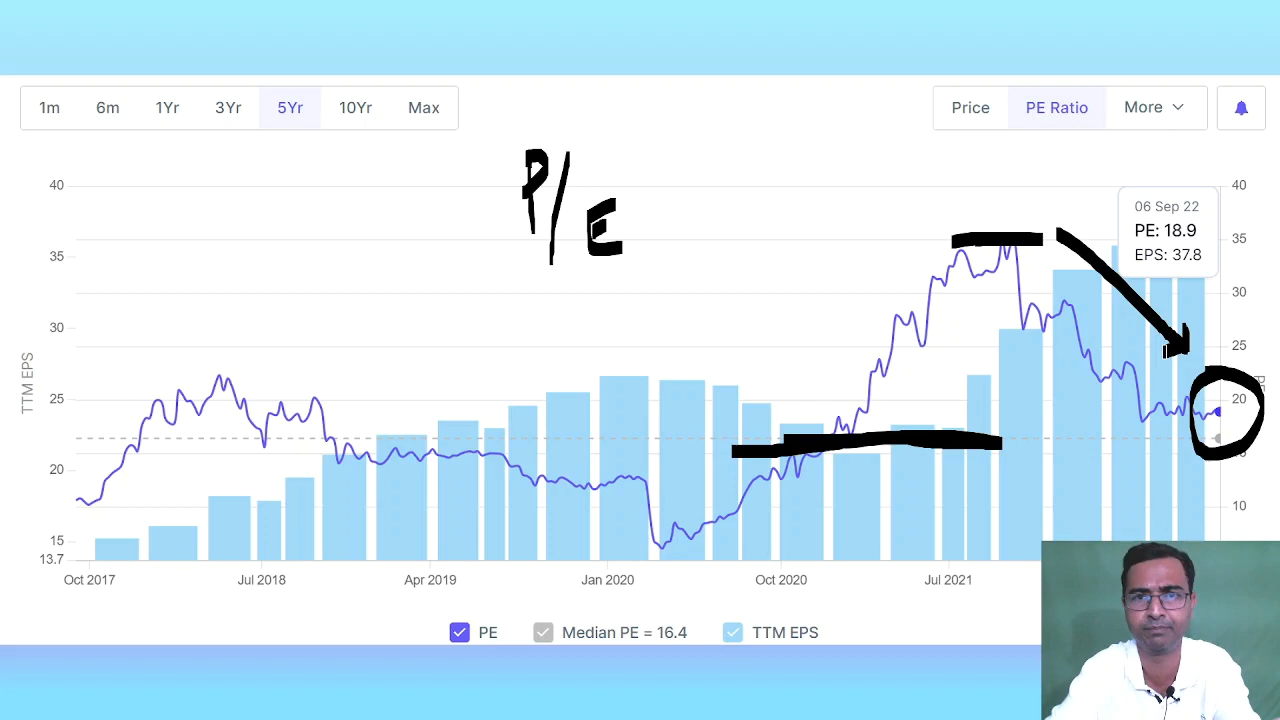 1m 6m 1Yr 3Yr 5Yr 10Yr Max
Price PE Ratio More
P/E
40 40
06 Sep 22
PE: 18.9
EPS: 37.8
35 35
30 30
25 25
TTM EPS
20 20
15 10
13.7
Oct 2017 Jul 2018 Apr 2019 Jan 2020 Oct 2020 Jul 2021
PE Median PE = 16.4 TTM EPS